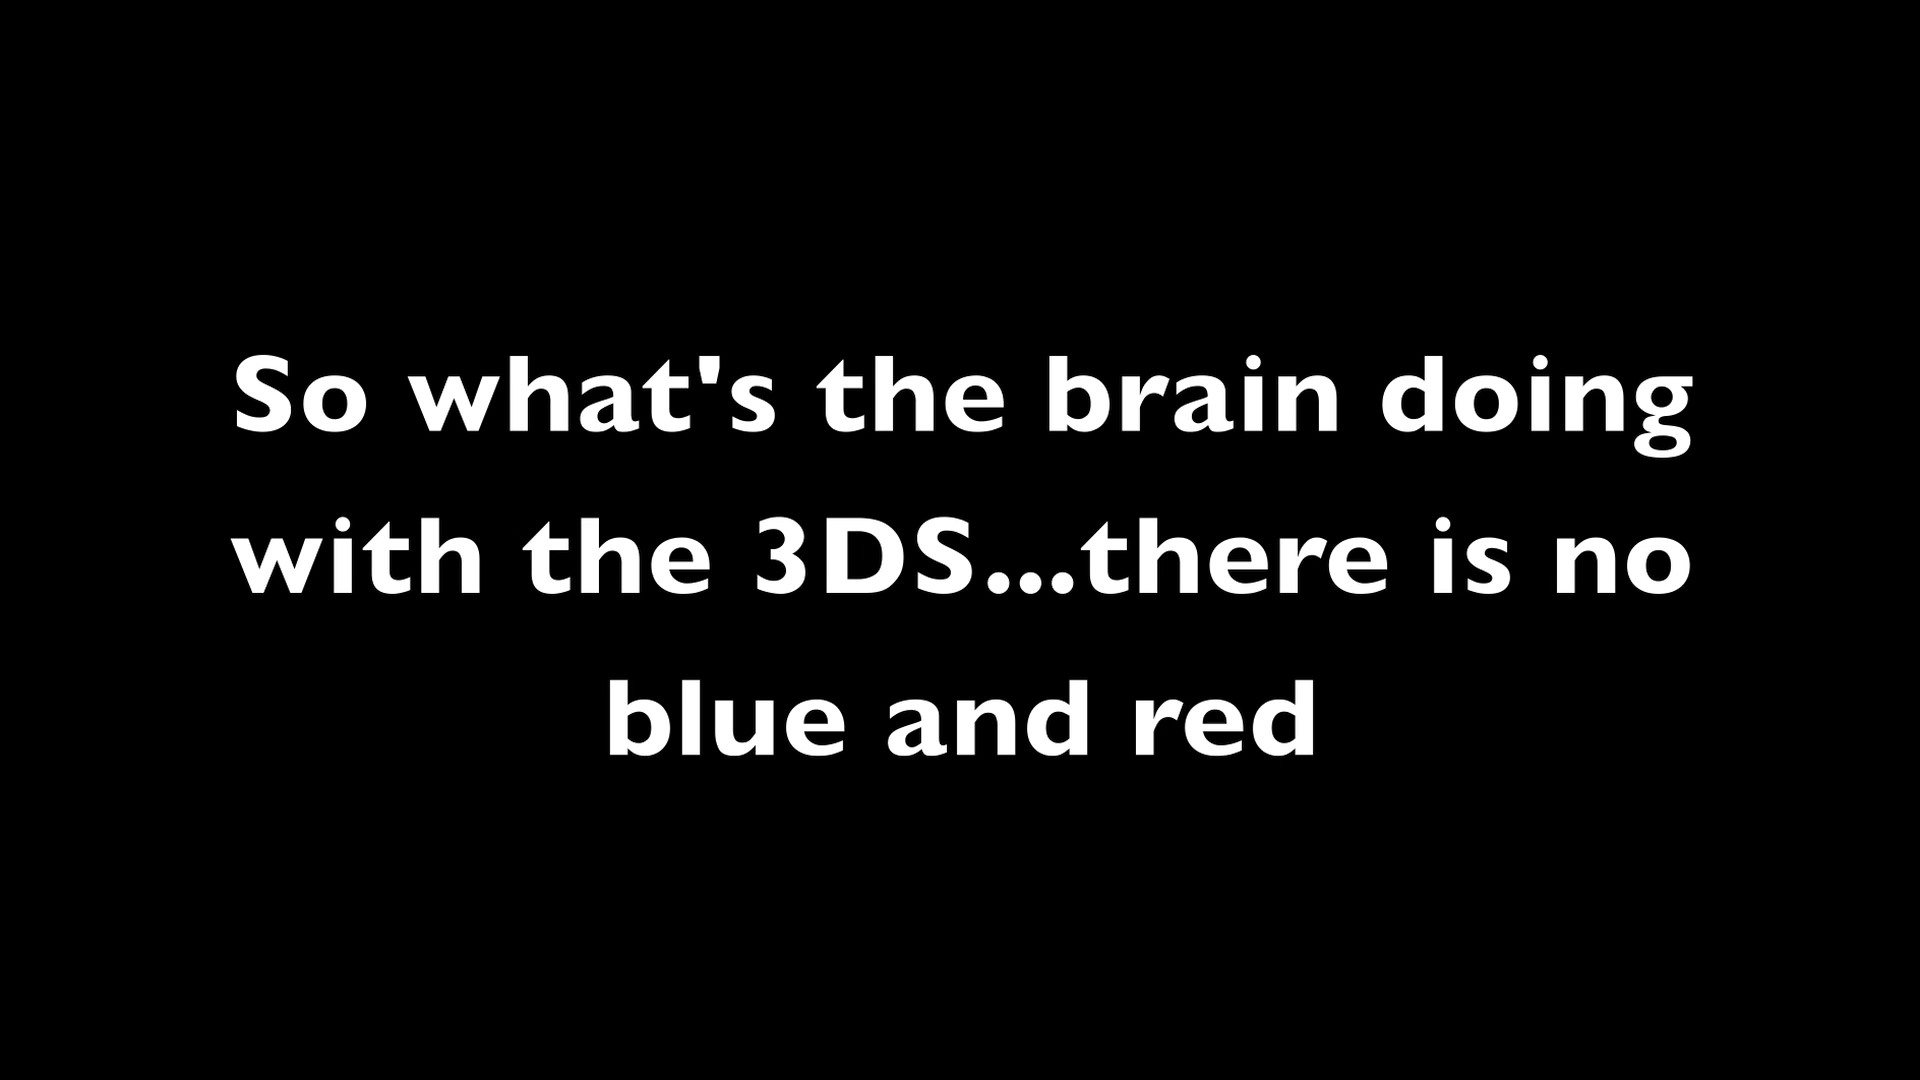 So what's the brain doing
with the 3DS...there is no
blue and red